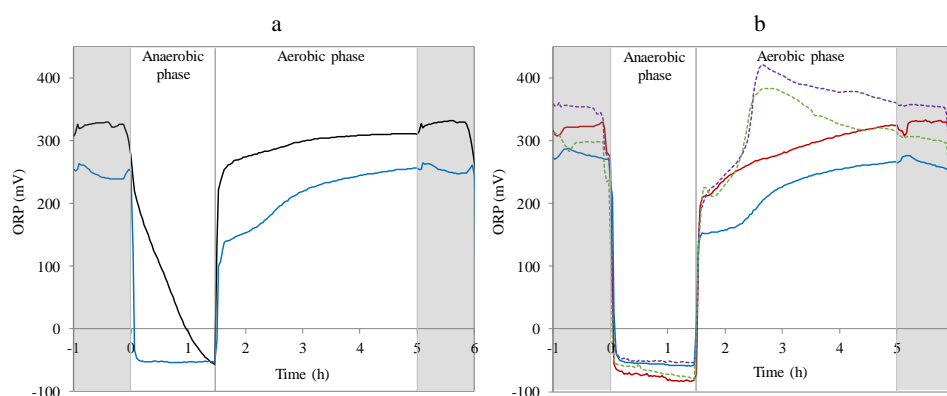 a
400
300
200
100
0
-100
ORP (mV)
Anaerobic
phase
Aerobic phase
-1 0 1 2 3 4 5 6
Time (h)
b
400
300
200
100
0
-100
ORP (mV)
Anaerobic
phase
Aerobic phase
-1 0 1 2 3 4 5
Time (h)